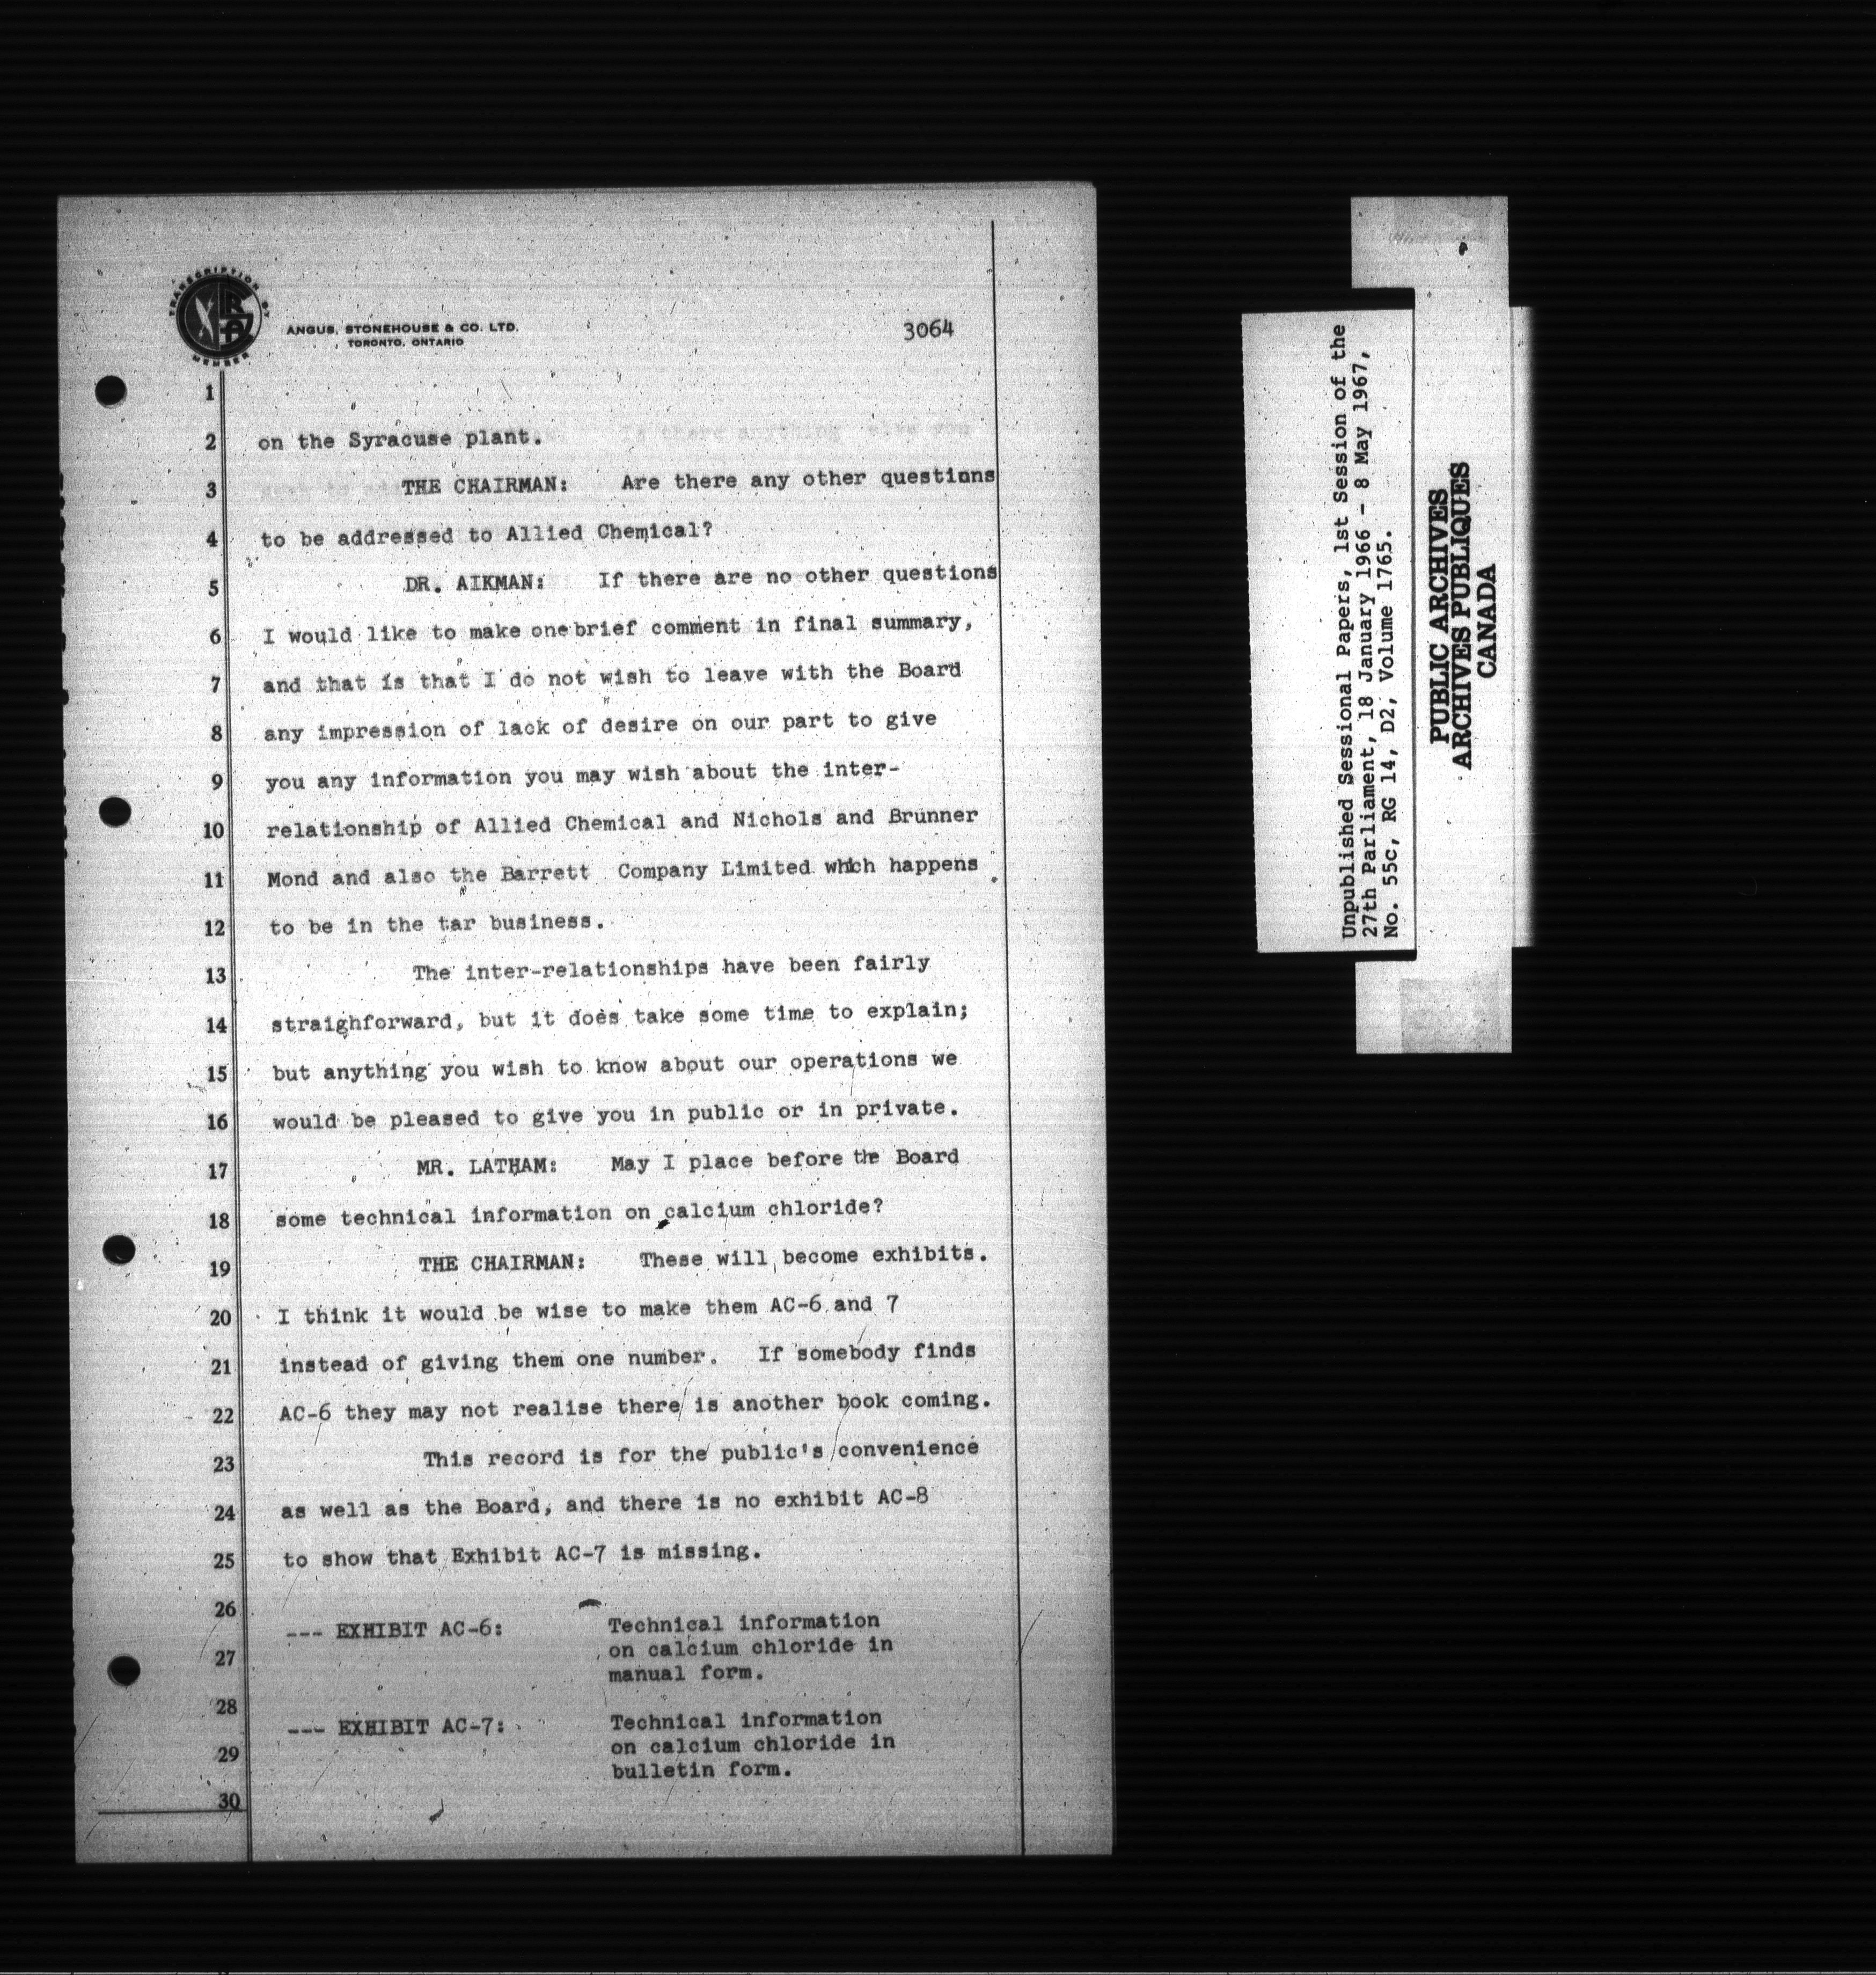 TRANSCRIPTION BY
MEMBER
ANGUS, STONEHOUSE & CO. LTD.
TORONTO, ONTARIO
3064
1
2 on the Syracuse plant.
3 THE CHAIRMAN: Are there any other questions
4 to be addressed to Allied Chemical?
5 DR. AIKMAN: If there are no other questions
6 I would like to make one brief comment in final summary,
7 and that is that I do not wish to leave with the Board
8 any impression of lack of desire on our part to give
9 you any information you may wish about the inter-
10 relationship of Allied Chemical and Nichols and Brunner
11 Mond and also the Barrett Company Limited which happens
12 to be in the tar business.
13 The inter-relationships have been fairly
14 straighforward, but it does take some time to explain;
15 but anything you wish to know about our operations we
16 would be pleased to give you in public or in private.
17 MR. LATHAM: May I place before the Board
18 some technical information on calcium chloride?
19 THE CHAIRMAN: These will become exhibits.
20 I think it would be wise to make them AC-6 and 7
21 instead of giving them one number. If somebody finds
22 AC-6 they may not realise there is another book coming.
23 This record is for the public's convenience
24 as well as the Board, and there is no exhibit AC-8
25 to show that Exhibit AC-7 is missing.
26
--- EXHIBIT AC-6: Technical information
on calcium chloride in
27
manual form.
28
--- EXHIBIT AC-7: Technical information
on calcium chloride in
29
bulletin form.
30
Unpublished Sessional Papers, 1st Session of the
27th Parliament, 18 January 1966 - 8 May 1967,
No. 55c, RG 14, D2, Volume 1765.
PUBLIC ARCHIVES
ARCHIVES PUBLIQUES
CANADA